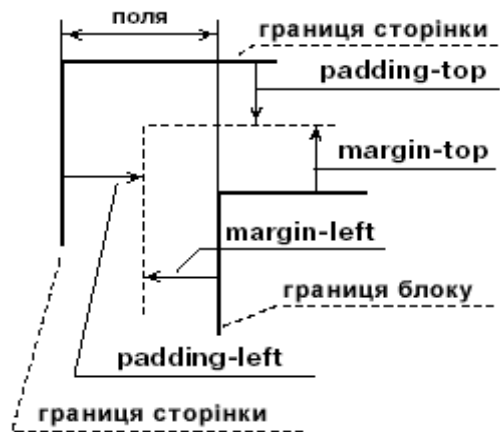 поля
границя сторінки
padding-top
margin-top
margin-left
границя блоку
padding-left
границя сторінки